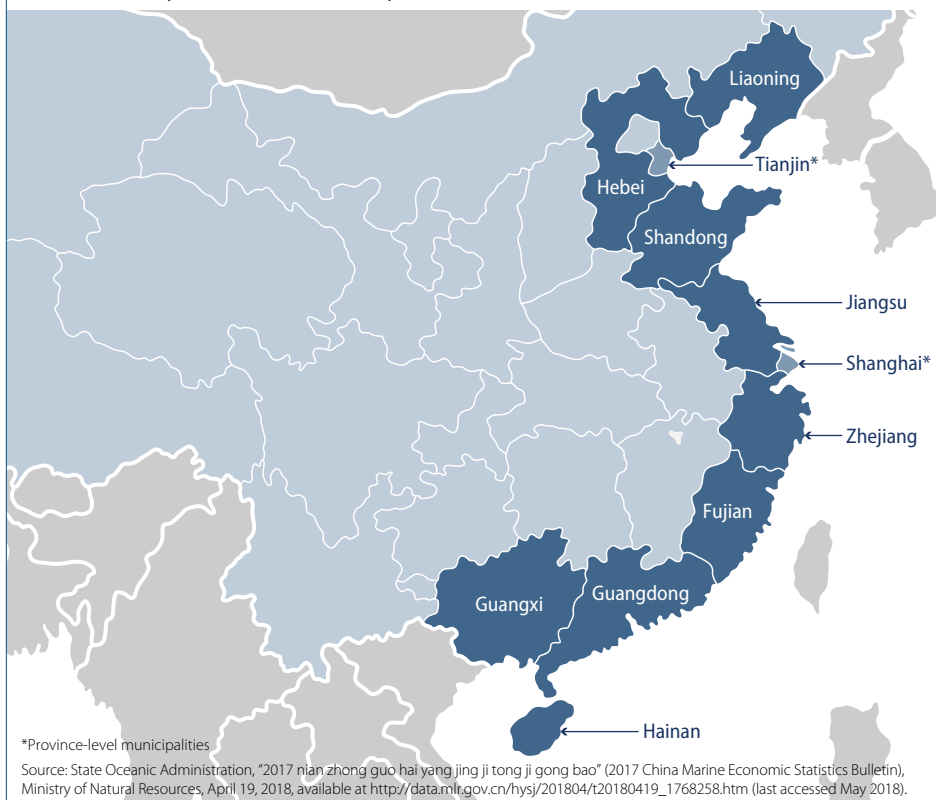 Liaoning
Tianjin*
Hebei
Shandong
Jiangsu
Shanghai*
Zhejiang
Fujian
Guangxi
Guangdong
Hainan
*Province-level municipalities
Source: State Oceanic Administration, “2017 nian zhong guo hai yang jing ji tong ji gong bao” (2017 China Marine Economic Statistics Bulletin),
Ministry of Natural Resources, April 19, 2018, available at http://data.mlr.gov.cn/hysj/201804/t20180419_1768258.htm (last accessed May 2018).